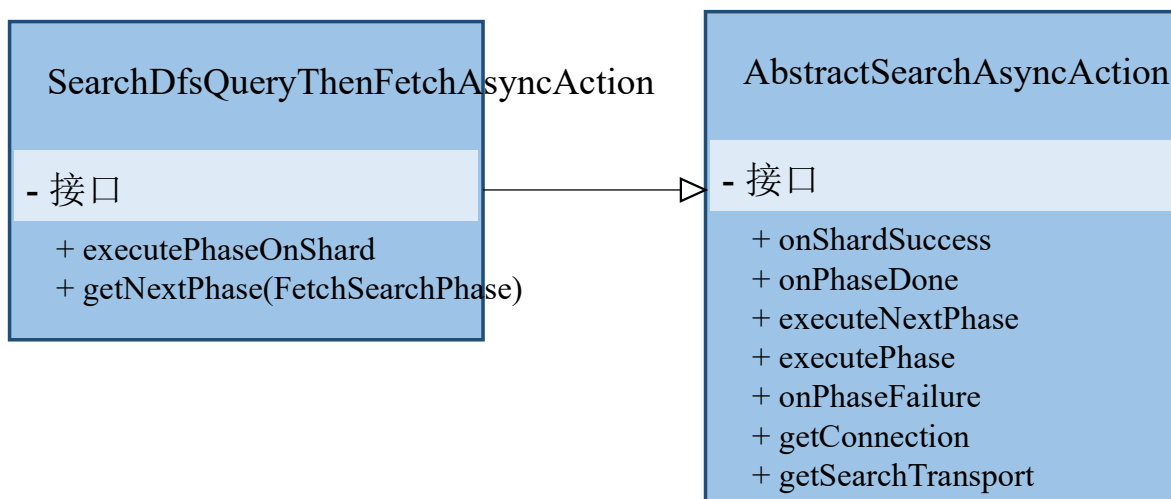 SearchDfsQueryThenFetchAsyncAction
- 接口
+ executePhaseOnShard
+ getNextPhase(FetchSearchPhase)
AbstractSearchAsyncAction
- 接口
+ onShardSuccess
+ onPhaseDone
+ executeNextPhase
+ executePhase
+ onPhaseFailure
+ getConnection
+ getSearchTransport